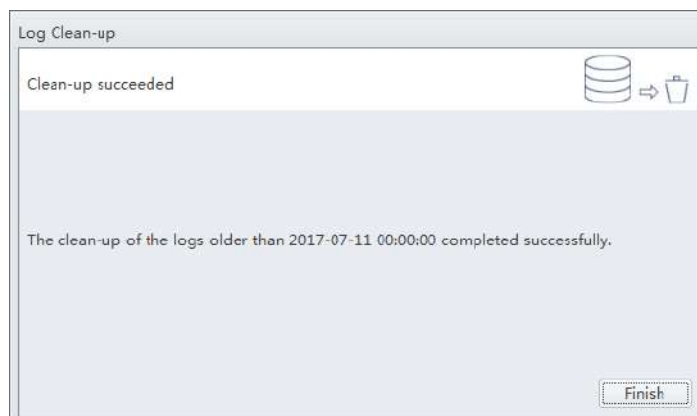 Log Clean-up
Clean-up succeeded
The clean-up of the logs older than 2017-07-11 00:00:00 completed successfully.
Finish